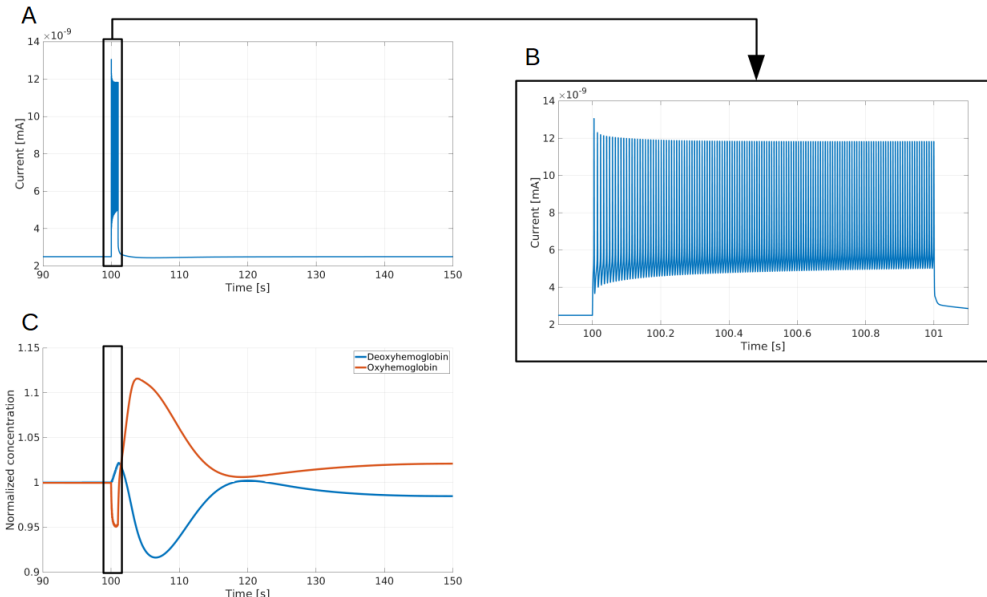 A
×10⁻⁹
14
12
10
8
6
4
2
Current [mA]
90 100 110 120 130 140 150
Time [s]
B
×10⁻⁹
14
12
10
8
6
4
2
Current [mA]
100 100.2 100.4 100.6 100.8 101
Time [s]
C
1.15
1.1
1.05
1
0.95
0.9
Normalized concentration
Deoxyhemoglobin
Oxyhemoglobin
90 100 110 120 130 140 150
Time [s]